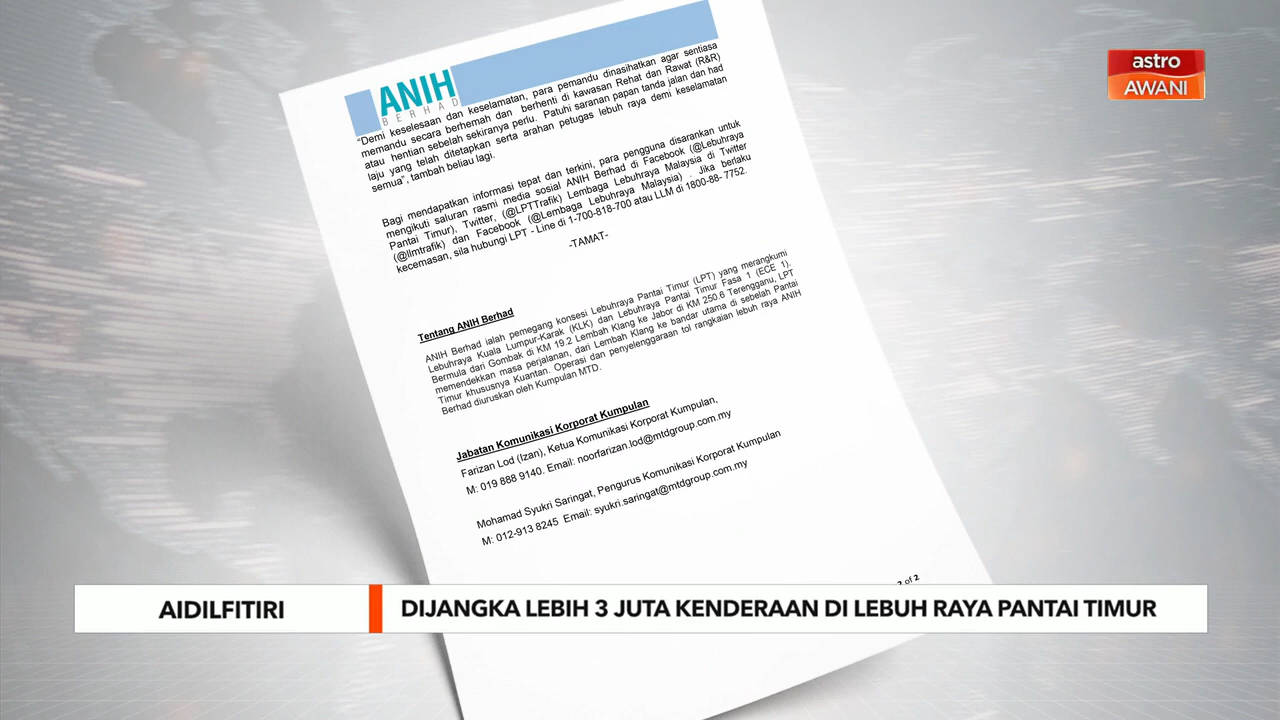 astro
AWANI
ANIH
BERHAD
"Demi keselesaan dan keselamatan, para pemandu dinasihatkan agar sentiasa
memandu secara berhemah dan berhenti di kawasan Rehat dan Rawat (R&R)
atau hentian sebelah sekiranya perlu. Patuhi saranan papan tanda jalan dan had
laju yang telah ditetapkan serta arahan petugas lebuh raya demi keselamatan
semua", tambah beliau lagi.
Bagi mendapatkan informasi tepat dan terkini, para pengguna disarankan untuk
mengikuti saluran rasmi media sosial ANIH Berhad di Facebook (@Lebuhraya
Pantai Timur), Twitter, (@LPTTrafik) Lembaga Lebuhraya Malaysia di Twitter
(@llmtrafik) dan Facebook (@Lembaga Lebuhraya Malaysia) . Jika berlaku
kecemasan, sila hubungi LPT - Line di 1-700-818-700 atau LLM di 1800-88- 7752.
-TAMAT-
Tentang ANIH Berhad
ANIH Berhad ialah pemegang konsesi Lebuhraya Pantai Timur (LPT) yang merangkumi
Lebuhraya Kuala Lumpur-Karak (KLK) dan Lebuhraya Pantai Timur Fasa 1 (ECE 1).
Bermula dari Gombak di KM 19.2 Lembah Klang ke Jabor di KM 250.6 Terengganu, LPT
memendekkan masa perjalanan, dari Lembah Klang ke bandar utama di sebelah Pantai
Timur khususnya Kuantan. Operasi dan penyelenggaraan tol rangkaian lebuh raya ANIH
Berhad diuruskan oleh Kumpulan MTD.
Jabatan Komunikasi Korporat Kumpulan
Farizan Lod (Izan), Ketua Komunikasi Korporat Kumpulan,
M: 019 888 9140. Email: noorfarizan.lod@mtdgroup.com.my
Mohamad Syukri Saringat, Pengurus Komunikasi Korporat Kumpulan
M: 012-913 8245 Email: syukri.saringat@mtdgroup.com.my
2 of 2
AIDILFITIRI
DIJANGKA LEBIH 3 JUTA KENDERAAN DI LEBUH RAYA PANTAI TIMUR